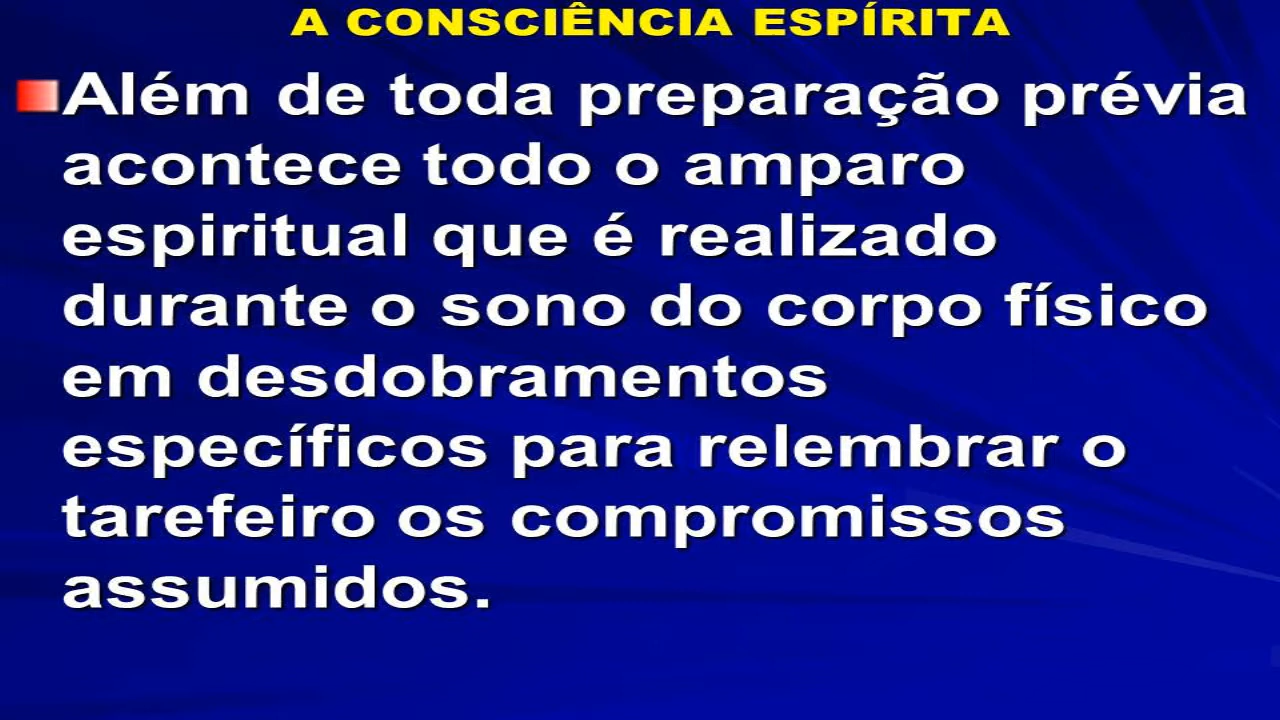 A CONSCIÊNCIA ESPÍRITA
Além de toda preparação prévia
acontece todo o amparo
espiritual que é realizado
durante o sono do corpo físico
em desdobramentos
específicos para relembrar o
tarefeiro os compromissos
assumidos.